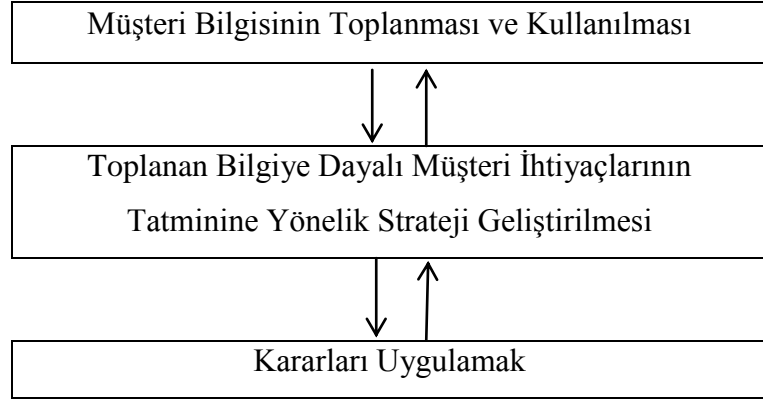 Müşteri Bilgisinin Toplanması ve Kullanılması
Toplanan Bilgiye Dayalı Müşteri İhtiyaçlarının
Tatminine Yönelik Strateji Geliştirilmesi
Kararları Uygulamak